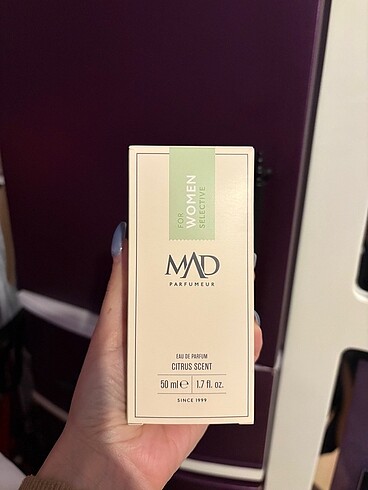 FOR
WOMEN
SELECTIVE
MAD
PARFUMEUR
EAU DE PARFUM
CITRUS SCENT
50 ml ℮ 1.7 fl. oz.
SINCE 1999